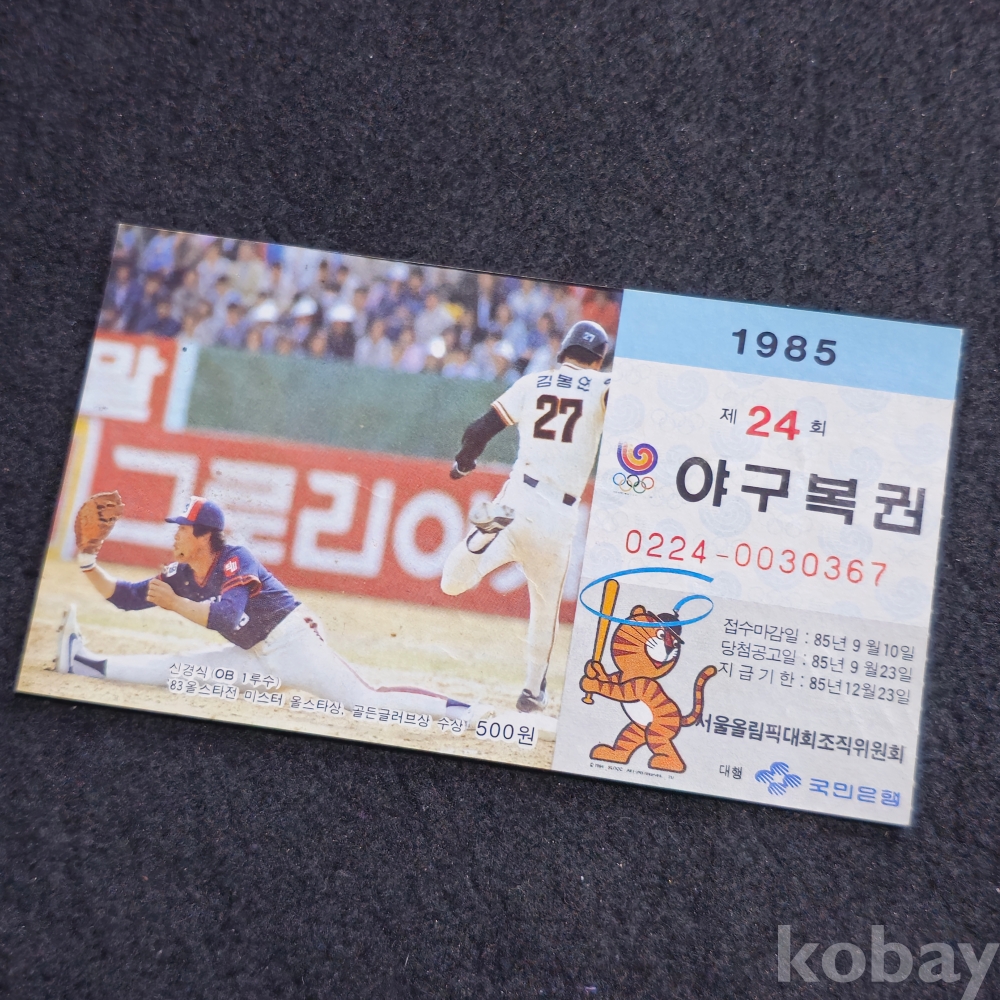 말
그롤리아
김봉연
27
신경식 (OB 1루수)
'83올스타전 미스터 올스타상, 골든글러브상 수상
500원
1985
제 24 회
야구복권
0224-0030367
접수마감일 : 85년 9월10일
당첨공고일 : 85년 9월23일
지급기한 : 85년12월23일
서울올림픽대회조직위원회
대행 국민은행
kobay